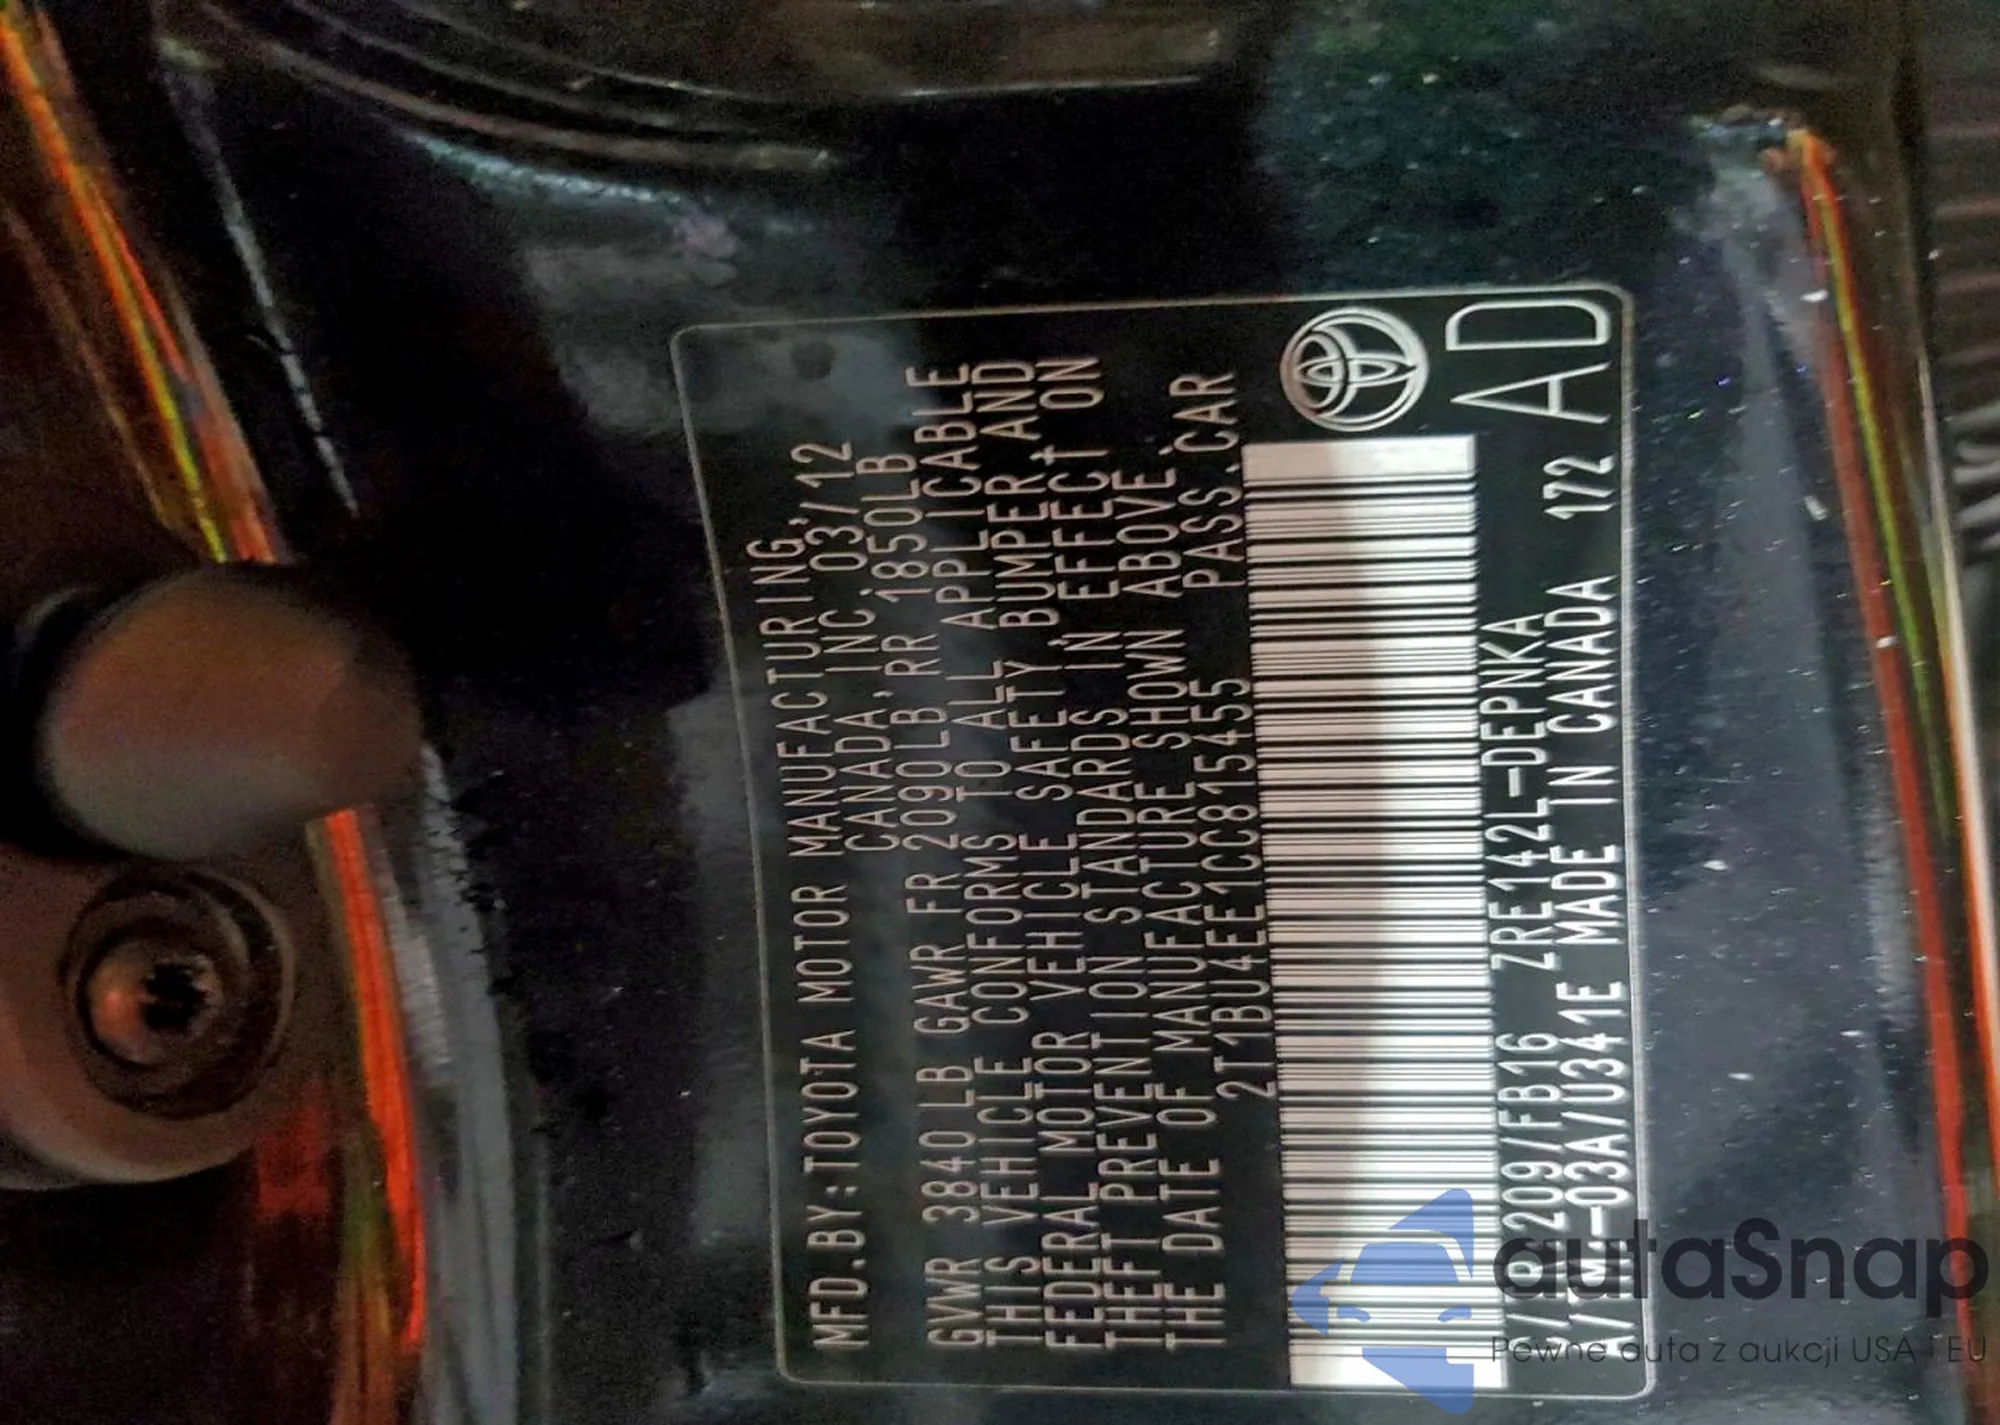 MFD.BY:TOYOTA MOTOR MANUFACTURING,
CANADA,INC. 03/12
GVWR 3840LB GAWR FR 2090LB RR 1850LB
THIS VEHICLE CONFORMS TO ALL APPLICABLE
FEDERAL MOTOR VEHICLE SAFETY, BUMPER, AND
THEFT PREVENTION STANDARDS IN EFFECT ON
THE DATE OF MANUFACTURE SHOWN ABOVE.
2T1BU4EE1CC815455 PASS.CAR
C/TR 209/FB16 ZRE142L-DEPNKA
A/TM-03A/U341E MADE IN CANADA 172 AD
autaSnap
Pewne auta z aukcji USA i EU